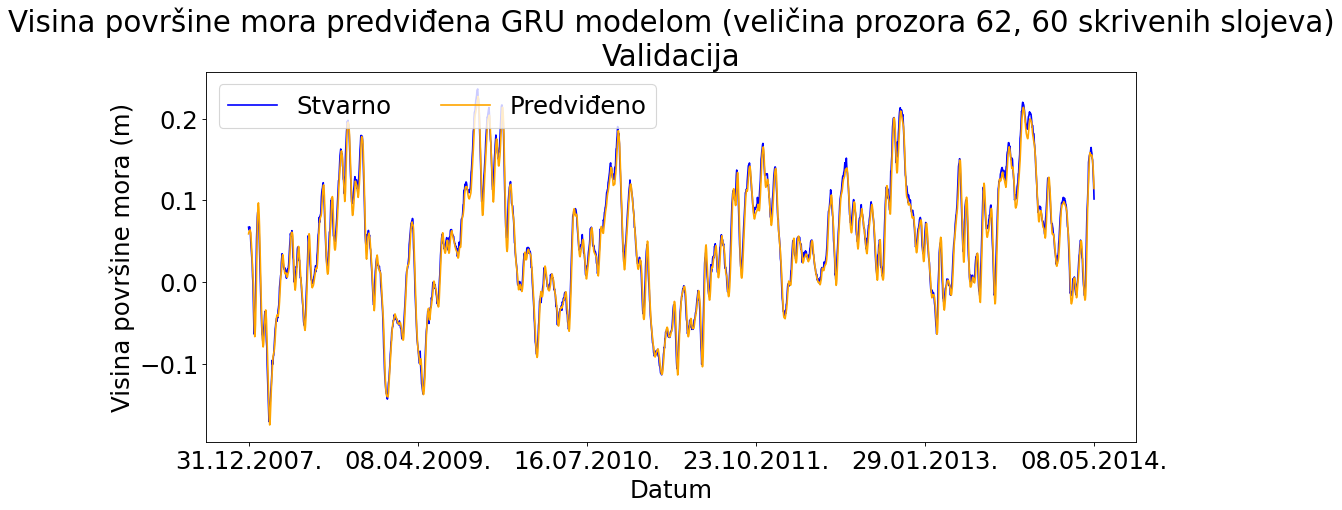 Visina površine mora predviđena GRU modelom (veličina prozora 62, 60 skrivenih slojeva)
Validacija
Stvarno
Predviđeno
Visina površine mora (m)
0.2
0.1
0.0
−0.1
31.12.2007.
08.04.2009.
16.07.2010.
23.10.2011.
29.01.2013.
08.05.2014.
Datum